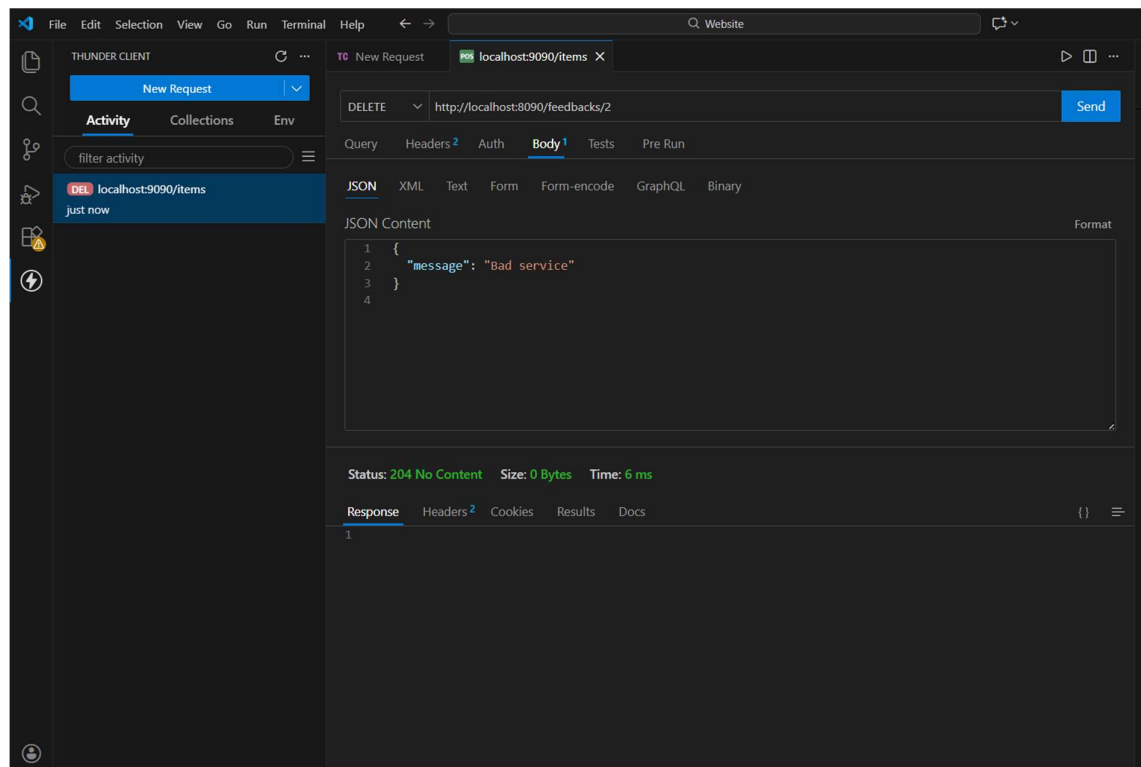 File Edit Selection View Go Run Terminal Help Website
THUNDER CLIENT
New Request
Activity Collections Env
filter activity
DEL localhost:9090/items
just now
TC New Request POS localhost:9090/items
DELETE http://localhost:8090/feedbacks/2 Send
Query Headers 2 Auth Body 1 Tests Pre Run
JSON XML Text Form Form-encode GraphQL Binary
JSON Content Format
1 {
2 "message": "Bad service"
3 }
4
Status: 204 No Content Size: 0 Bytes Time: 6 ms
Response Headers 2 Cookies Results Docs {}
1